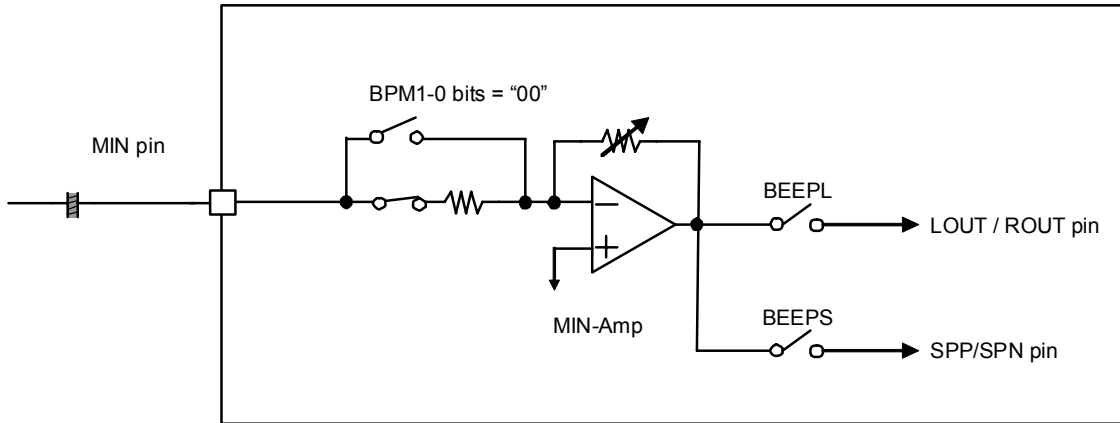 BPM1-0 bits = “00”
MIN pin
BEEPL
LOUT / ROUT pin
MIN-Amp
BEEPS
SPP/SPN pin